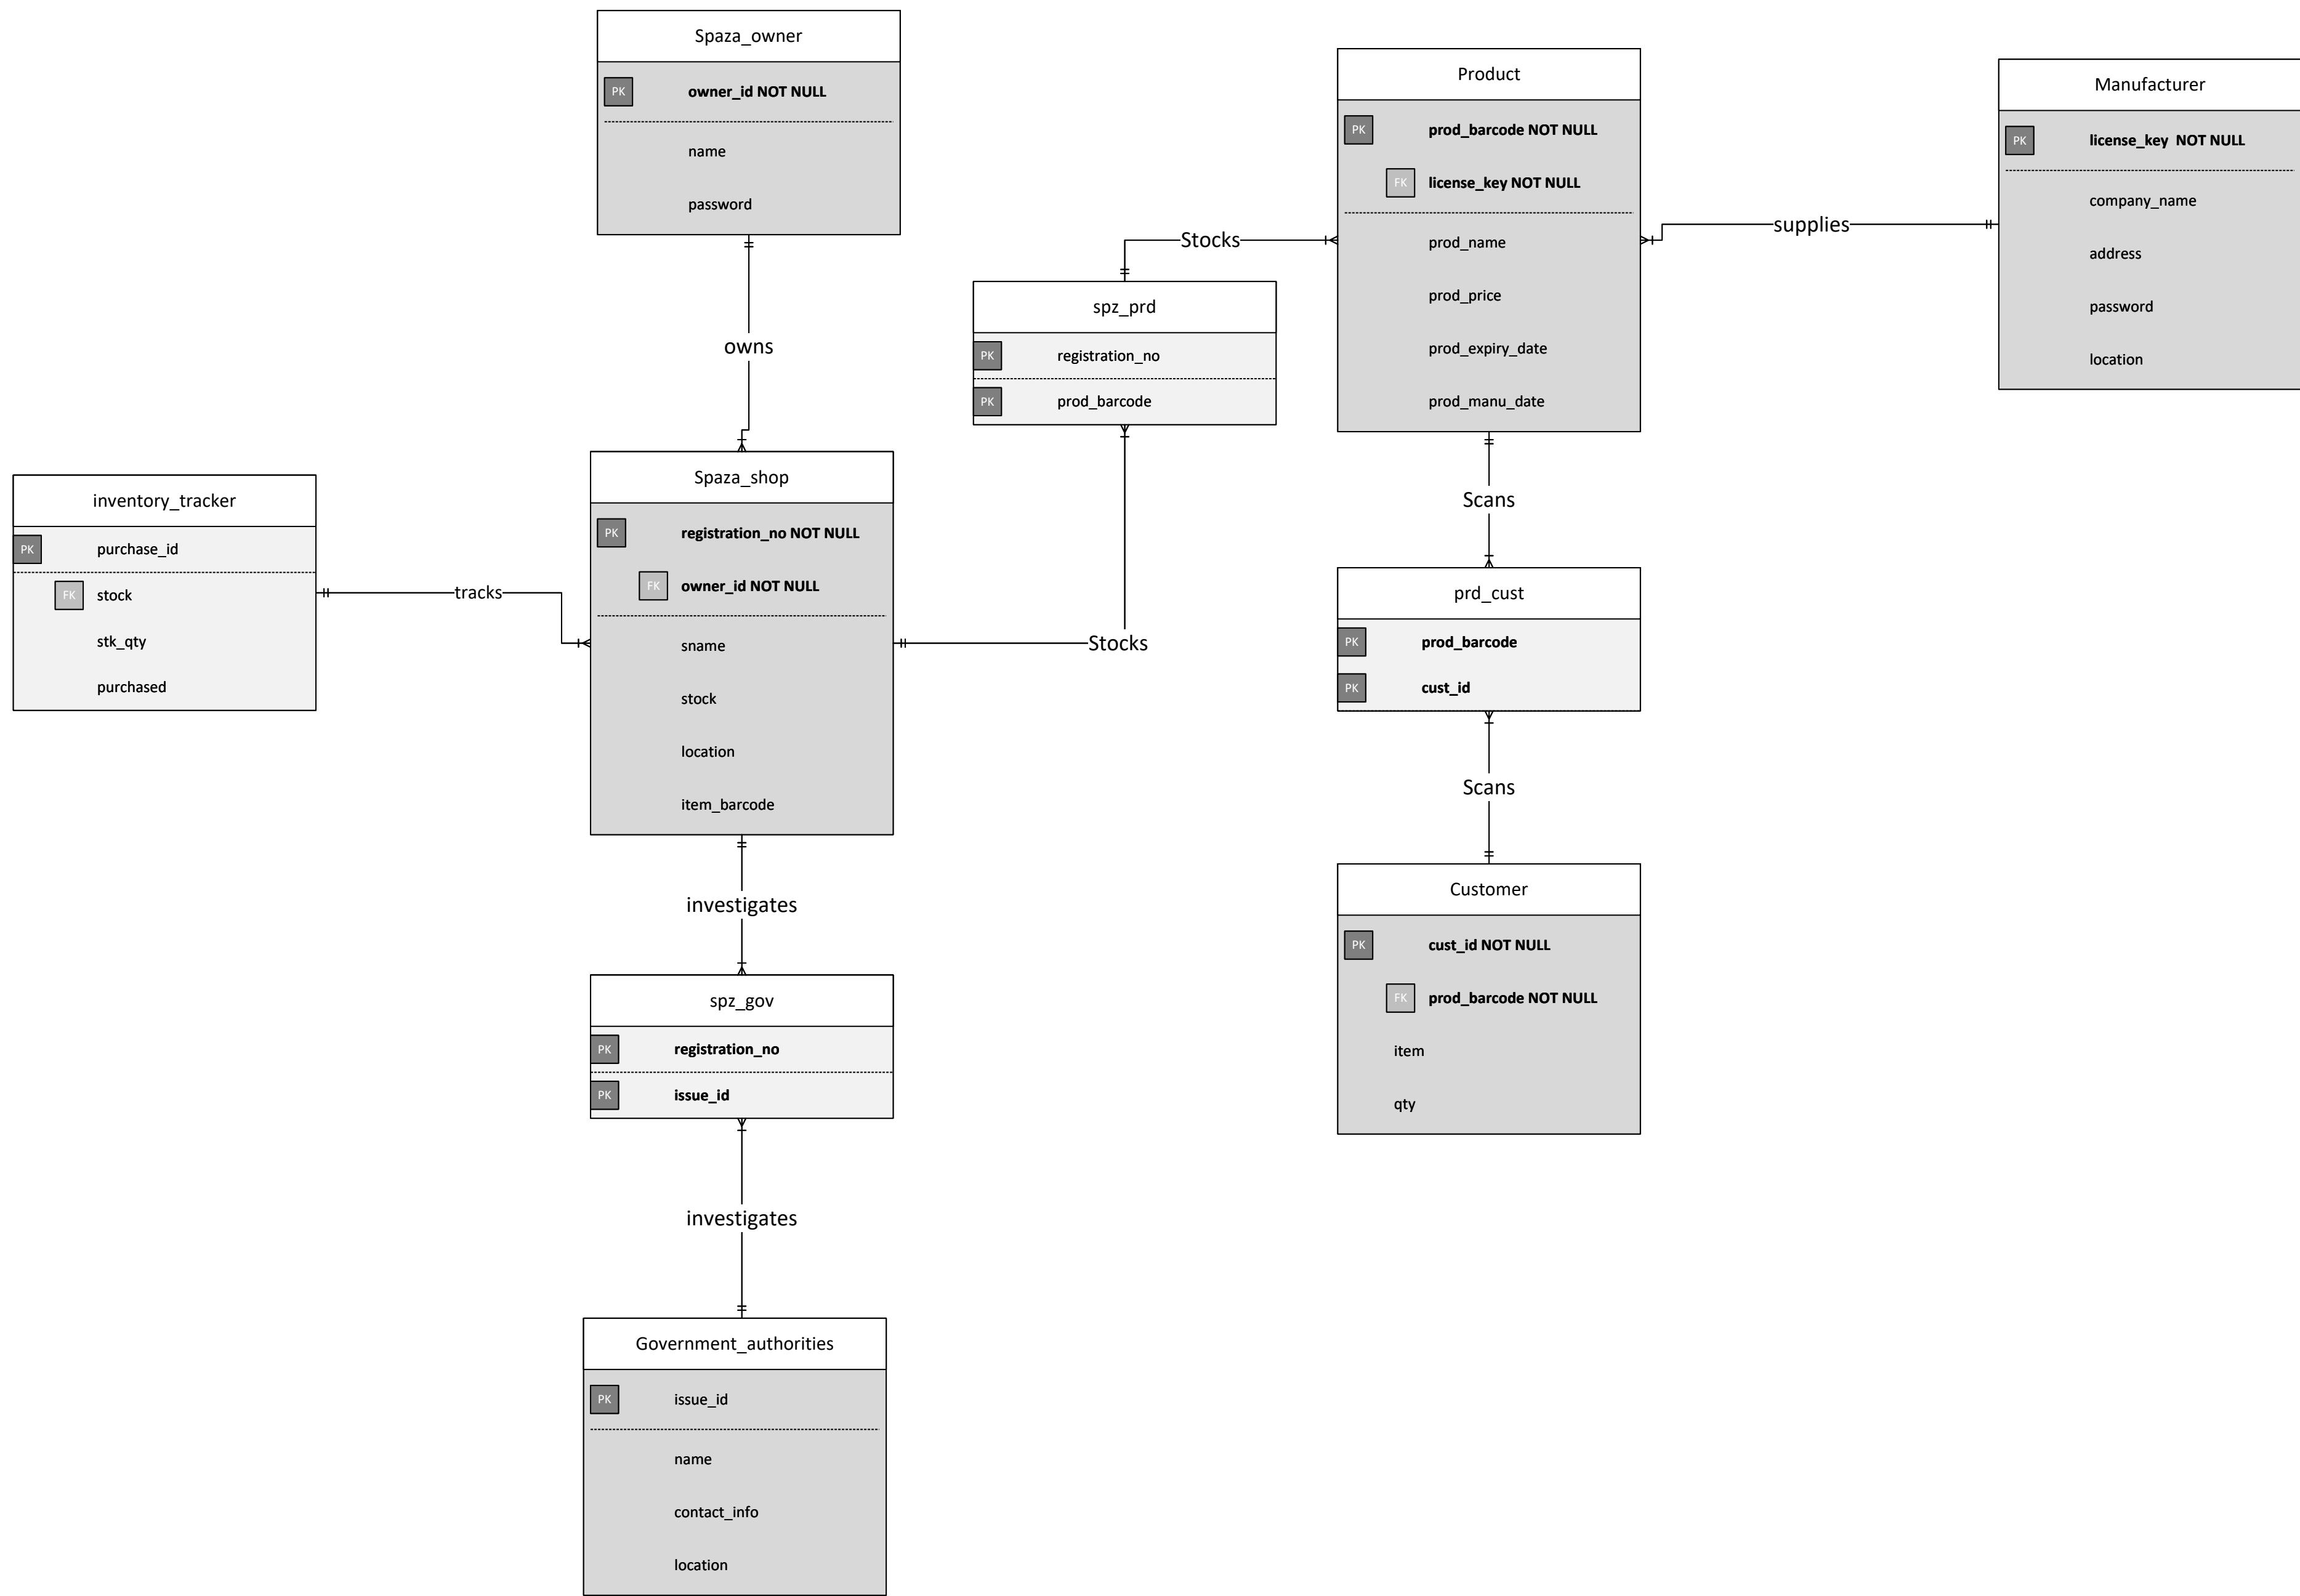 Spaza_owner
PK owner_id NOT NULL
name
password
owns
Product
PK prod_barcode NOT NULL
FK license_key NOT NULL
prod_name
prod_price
prod_expiry_date
prod_manu_date
Manufacturer
PK license_key NOT NULL
company_name
address
password
location
supplies
Stocks
spz_prd
PK registration_no
PK prod_barcode
Stocks
inventory_tracker
PK purchase_id
FK stock
stk_qty
purchased
tracks
Spaza_shop
PK registration_no NOT NULL
FK owner_id NOT NULL
sname
stock
location
item_barcode
Scans
prd_cust
PK prod_barcode
PK cust_id
Scans
Customer
PK cust_id NOT NULL
FK prod_barcode NOT NULL
item
qty
investigates
spz_gov
PK registration_no
PK issue_id
investigates
Government_authorities
PK issue_id
name
contact_info
location